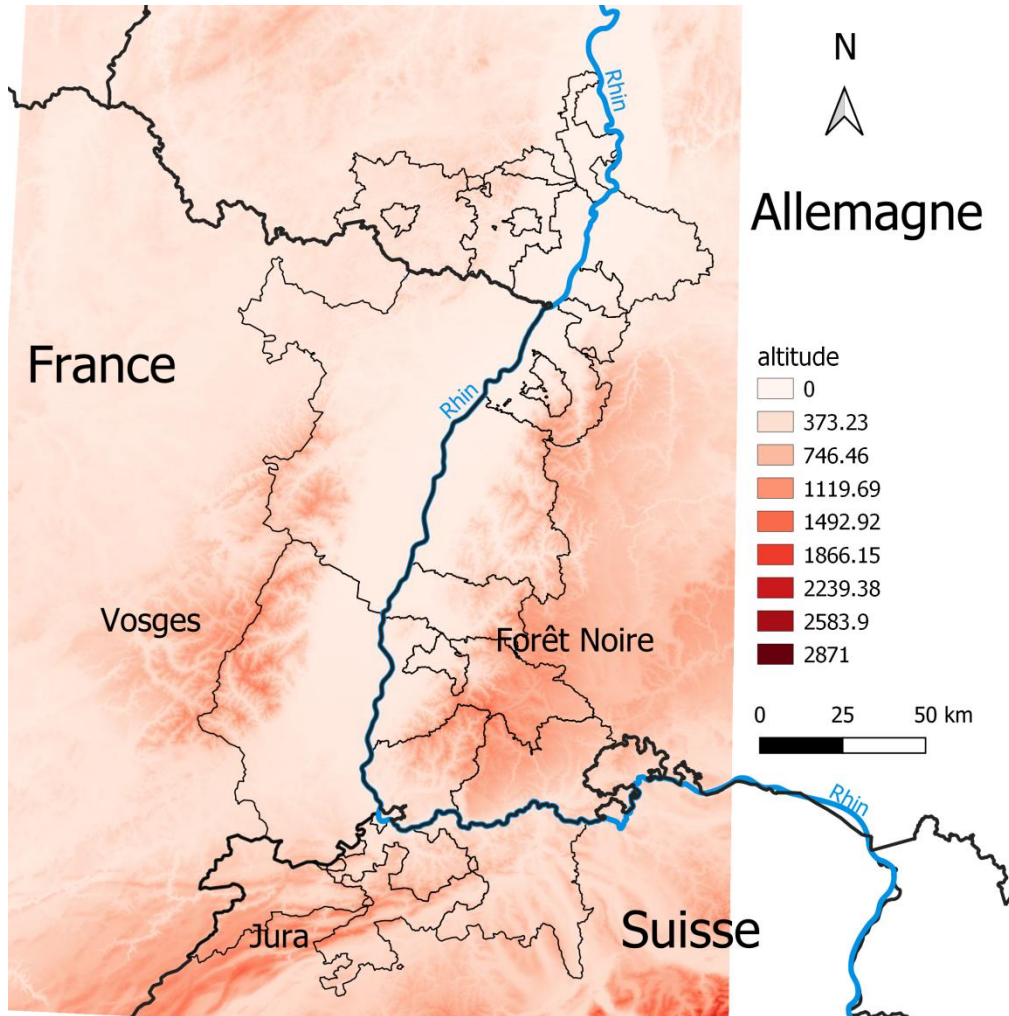 N
Rhin
Allemagne
France
Rhin
altitude
0
373.23
746.46
1119.69
1492.92
1866.15
2239.38
2583.9
2871
Vosges
Forêt Noire
0 25 50 km
Rhin
Jura
Suisse